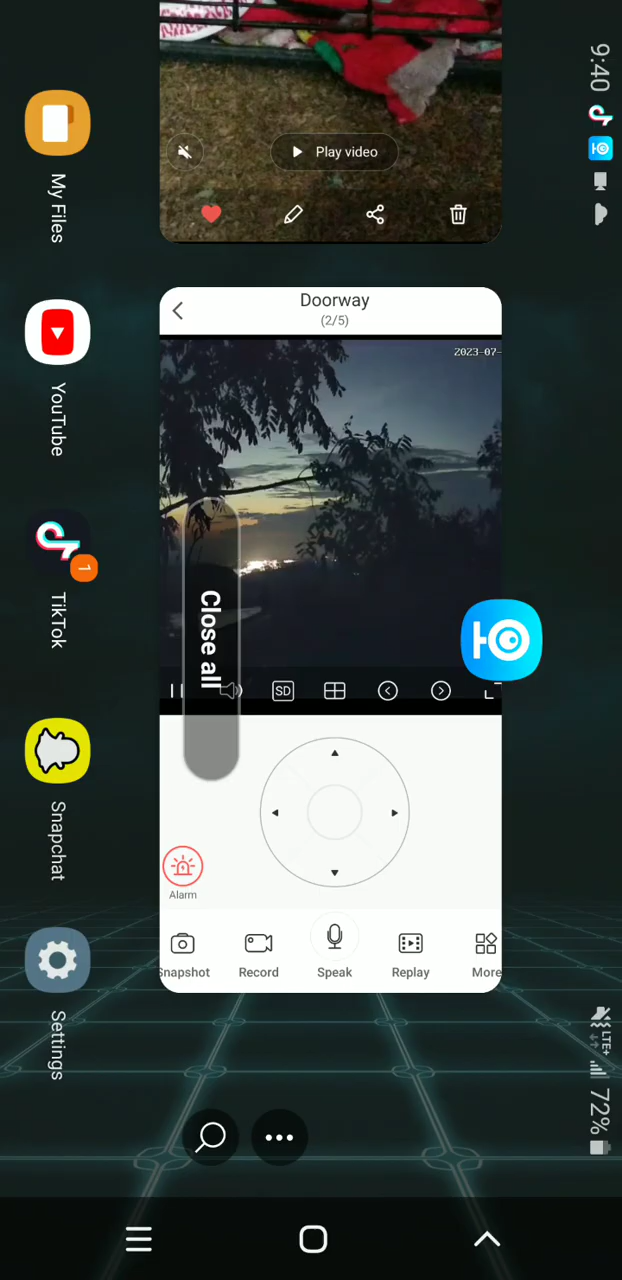 9:40
LTE+
72%
Play video
Doorway
(2/5)
2023-07-
Close all
SD
Alarm
Snapshot
Record
Speak
Replay
More
My Files
YouTube
TikTok
1
Snapchat
Settings